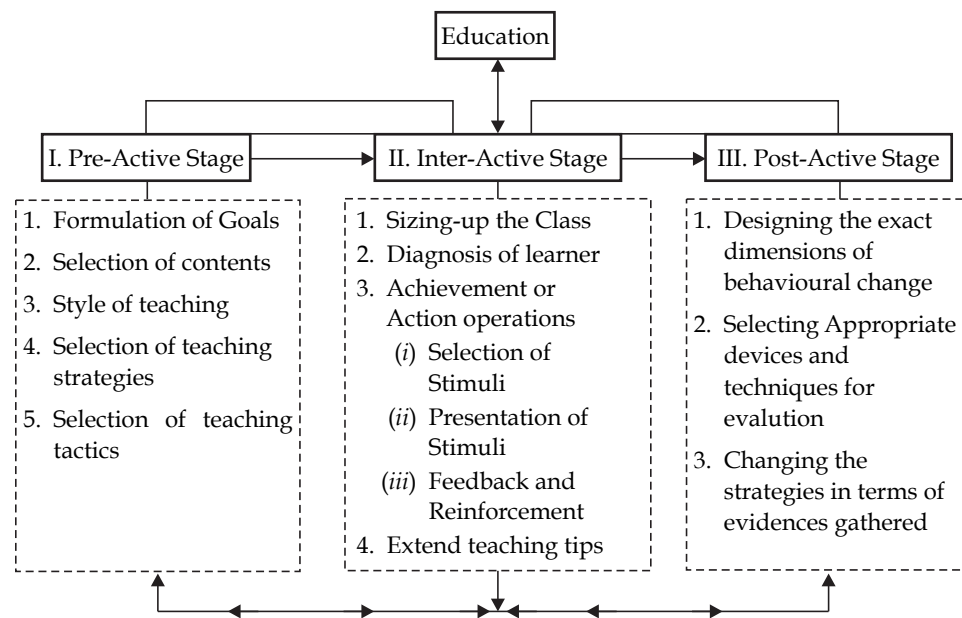 Education
I. Pre-Active Stage
II. Inter-Active Stage
III. Post-Active Stage
1. Formulation of Goals
2. Selection of contents
3. Style of teaching
4. Selection of teaching
strategies
5. Selection of teaching
tactics
1. Sizing-up the Class
2. Diagnosis of learner
3. Achievement or
Action operations
(i) Selection of
Stimuli
(ii) Presentation of
Stimuli
(iii) Feedback and
Reinforcement
4. Extend teaching tips
1. Designing the exact
dimensions of
behavioural change
2. Selecting Appropriate
devices and
techniques for
evalution
3. Changing the
strategies in terms of
evidences gathered